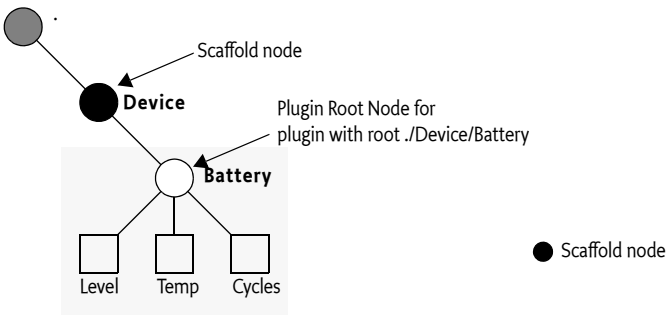 .
Scaffold node
Device
Plugin Root Node for
plugin with root ./Device/Battery
Battery
Scaffold node
Level Temp Cycles